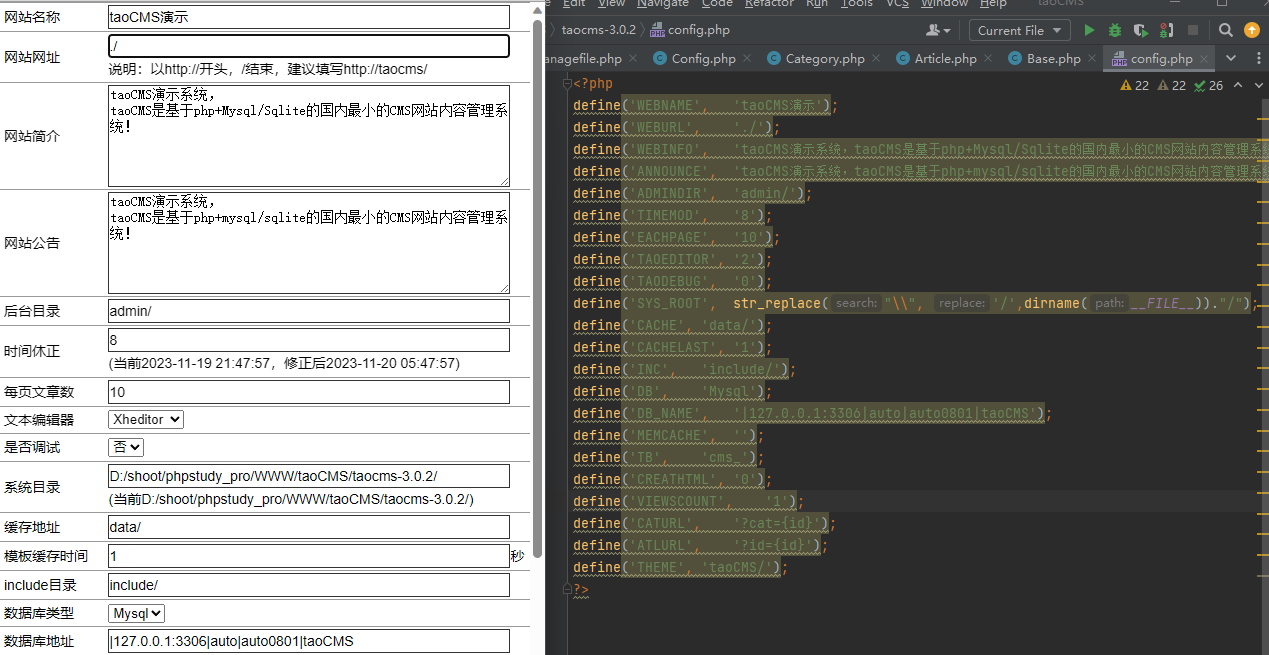 网站名称 taoCMS演示
网站网址 ./
说明：以http://开头，/结束，建议填写http://taocms/
网站简介
taoCMS演示系统，
taoCMS是基于php+Mysql/Sqlite的国内最小的CMS网站内容管理系
统！
网站公告
taoCMS演示系统，
taoCMS是基于php+mysql/sqlite的国内最小的CMS网站内容管理系
统！
后台目录 admin/
时间休正 8
(当前2023-11-19 21:47:57，修正后2023-11-20 05:47:57)
每页文章数 10
文本编辑器 Xheditor
是否调试 否
系统目录 D:/shoot/phpstudy_pro/WWW/taoCMS/taocms-3.0.2/
(当前D:/shoot/phpstudy_pro/WWW/taoCMS/taocms-3.0.2/)
缓存地址 data/
模板缓存时间 1 秒
include目录 include/
数据库类型 Mysql
数据库地址 |127.0.0.1:3306|auto|auto0801|taoCMS
Edit View Navigate Code Refactor Run Tools VCS Window Help taoCMS
taocms-3.0.2 config.php Current File
anagefile.php Config.php Category.php Article.php Base.php config.php
22 22 26
<?php
define('WEBNAME', 'taoCMS演示');
define('WEBURL', './');
define('WEBINFO', 'taoCMS演示系统，taoCMS是基于php+Mysql/Sqlite的国内最小的CMS网站内容管理系统
define('ANNOUNCE', 'taoCMS演示系统，taoCMS是基于php+mysql/sqlite的国内最小的CMS网站内容管理系统
define('ADMINDIR', 'admin/');
define('TIMEMOD', '8');
define('EACHPAGE', '10');
define('TAOEDITOR', '2');
define('TAODEBUG', '0');
define('SYS_ROOT', str_replace( search: "\\", replace: '/',dirname( path: __FILE__))."/");
define('CACHE', 'data/');
define('CACHELAST', '1');
define('INC', 'include/');
define('DB', 'Mysql');
define('DB_NAME', '|127.0.0.1:3306|auto|auto0801|taoCMS');
define('MEMCACHE', '');
define('TB', 'cms_');
define('CREATHTML', '0');
define('VIEWSCOUNT', '1');
define('CATURL', '?cat={id}');
define('ATLURL', '?id={id}');
define('THEME', 'taoCMS/');
?>